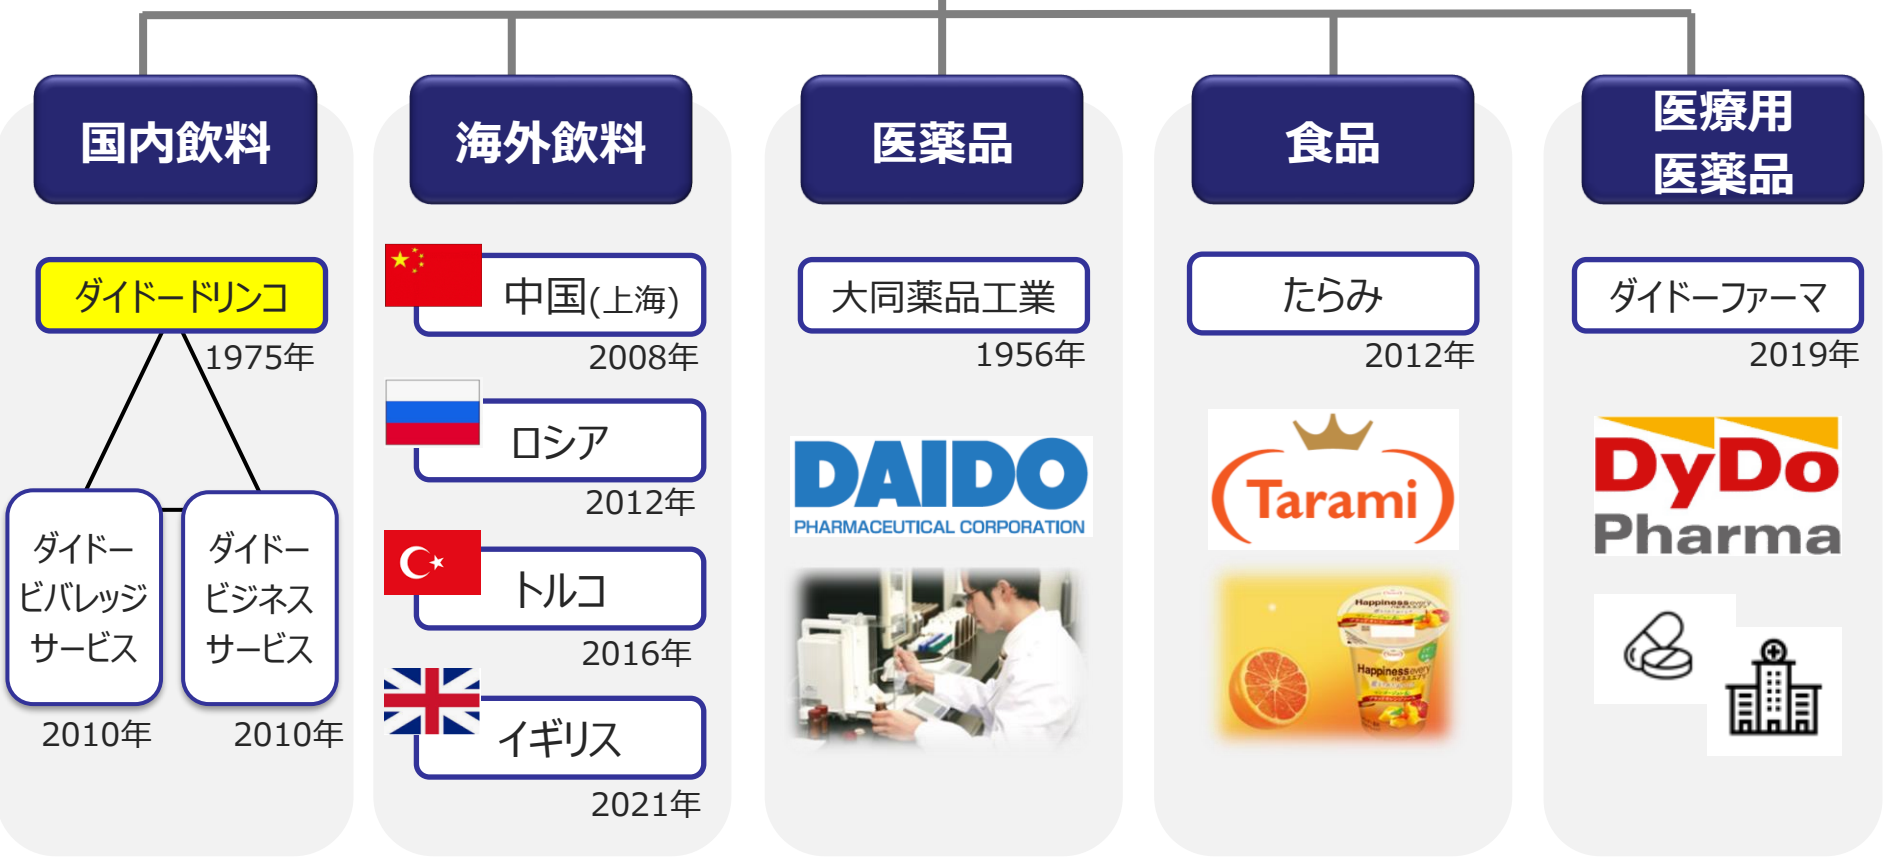 国内飲料
ダイドードリンコ
1975年
ダイドー
ビバレッジ
サービス
2010年
ダイドー
ビジネス
サービス
2010年
海外飲料
中国(上海)
2008年
ロシア
2012年
トルコ
2016年
イギリス
2021年
医薬品
大同薬品工業
1956年
DAIDO
PHARMACEUTICAL CORPORATION
食品
たらみ
2012年
Tarami
Happiness every
Happiness every
医療用
医薬品
ダイドーファーマ
2019年
DyDo
Pharma